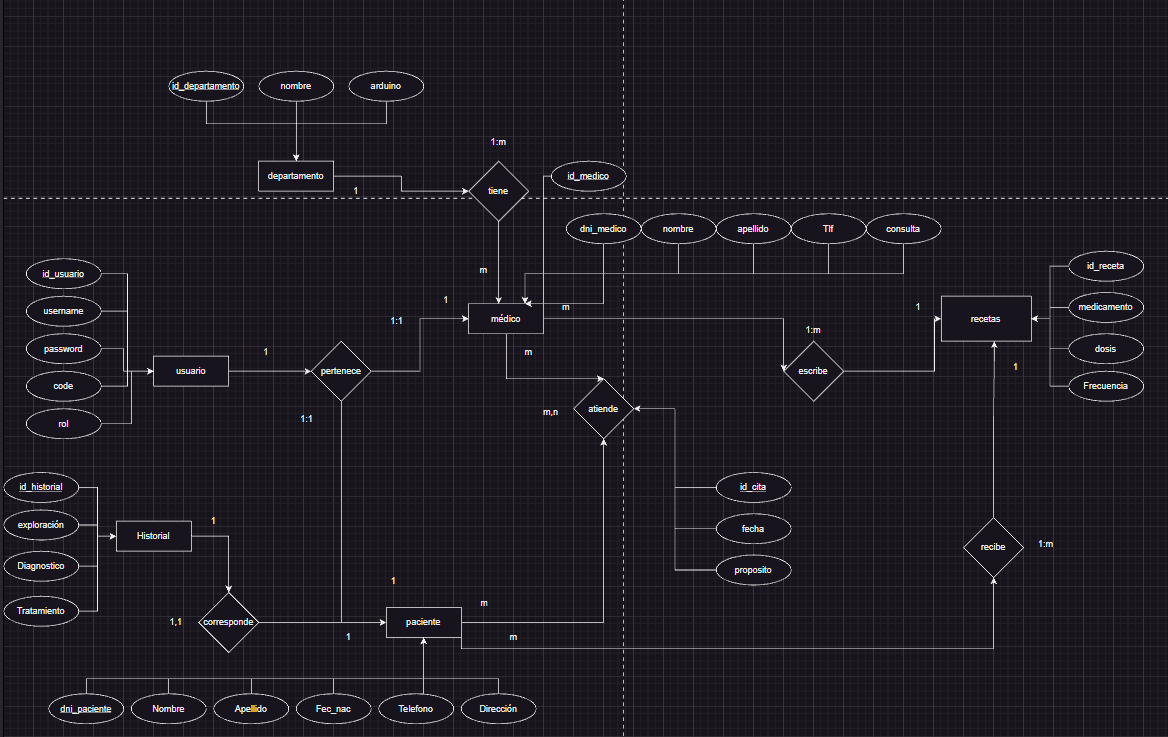 id_departamento
nombre
arduino
1:m
departamento
1
tiene
id_medico
dni_medico
nombre
apellido
Tlf
consulta
m
id_usuario
username
password
code
rol
1
usuario
1:1
pertenece
1:1
1
médico
m
m
1:m
escribe
1
recetas
id_receta
medicamento
dosis
Frecuencia
1
m,n
atiende
id_cita
fecha
proposito
id_historial
exploración
Diagnostico
Tratamiento
Historial
1
1,1
corresponde
1
1
paciente
m
m
recibe
1:m
dni_paciente
Nombre
Apellido
Fec_nac
Telefono
Dirección